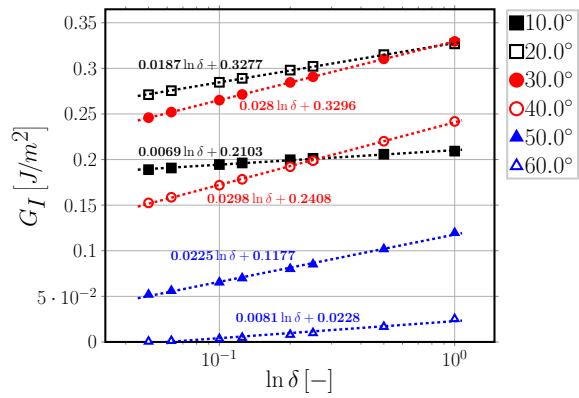 0.35
0.3
0.25
0.2
0.15
0.1
5 · 10⁻²
0
G_I [J/m²]
0.0187 ln δ + 0.3277
0.028 ln δ + 0.3296
0.0069 ln δ + 0.2103
0.0298 ln δ + 0.2408
0.0225 ln δ + 0.1177
0.0081 ln δ + 0.0228
10⁻¹ 10⁰
ln δ [−]
10.0°
20.0°
30.0°
40.0°
50.0°
60.0°